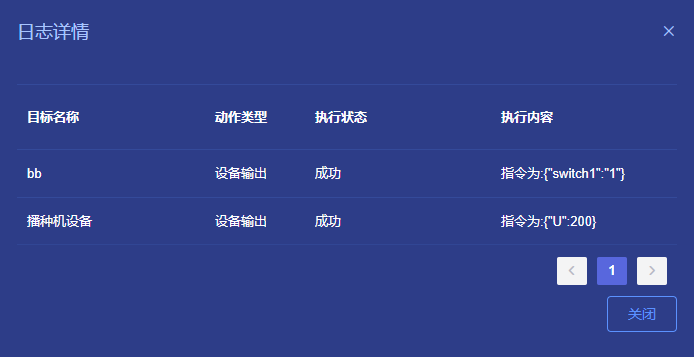 日志详情
目标名称 动作类型 执行状态 执行内容
bb 设备输出 成功 指令为:{"switch1":"1"}
播种机设备 设备输出 成功 指令为:{"U":200}
1
关闭